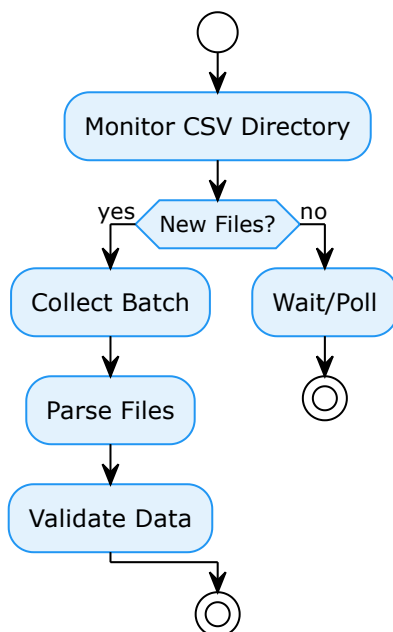 Monitor CSV Directory
yes
New Files?
no
Collect Batch
Wait/Poll
Parse Files
Validate Data